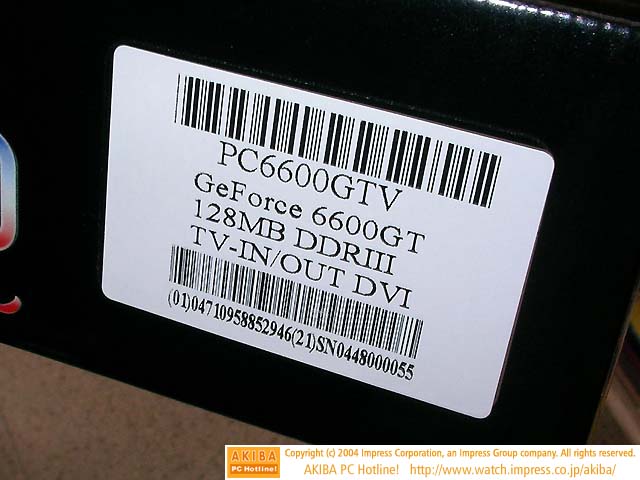 PC6600GTV
GeForce 6600GT
128MB DDRIII
TV-IN/OUT DVI
(01)04710958852946(21)SN0448000055
AKIBA
PC Hotline!
Copyright (c) 2004 Impress Corporation, an Impress Group company. All rights reserved.
AKIBA PC Hotline! http://www.watch.impress.co.jp/akiba/